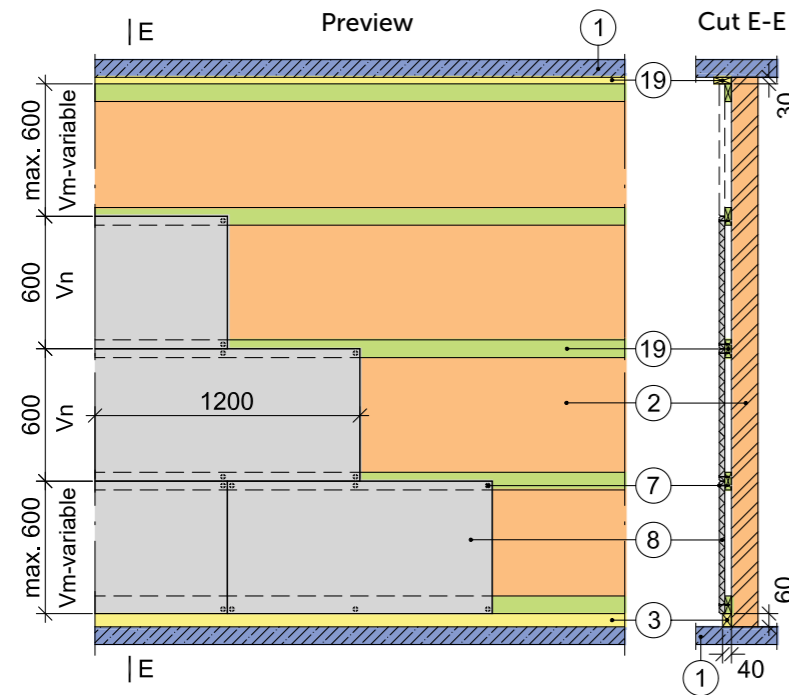 E
Preview
1
Cut E-E
19
30
max. 600
Vm-variable
600
Vn
19
600
Vn
1200
2
7
max. 600
Vm-variable
8
3
60
E
1
40